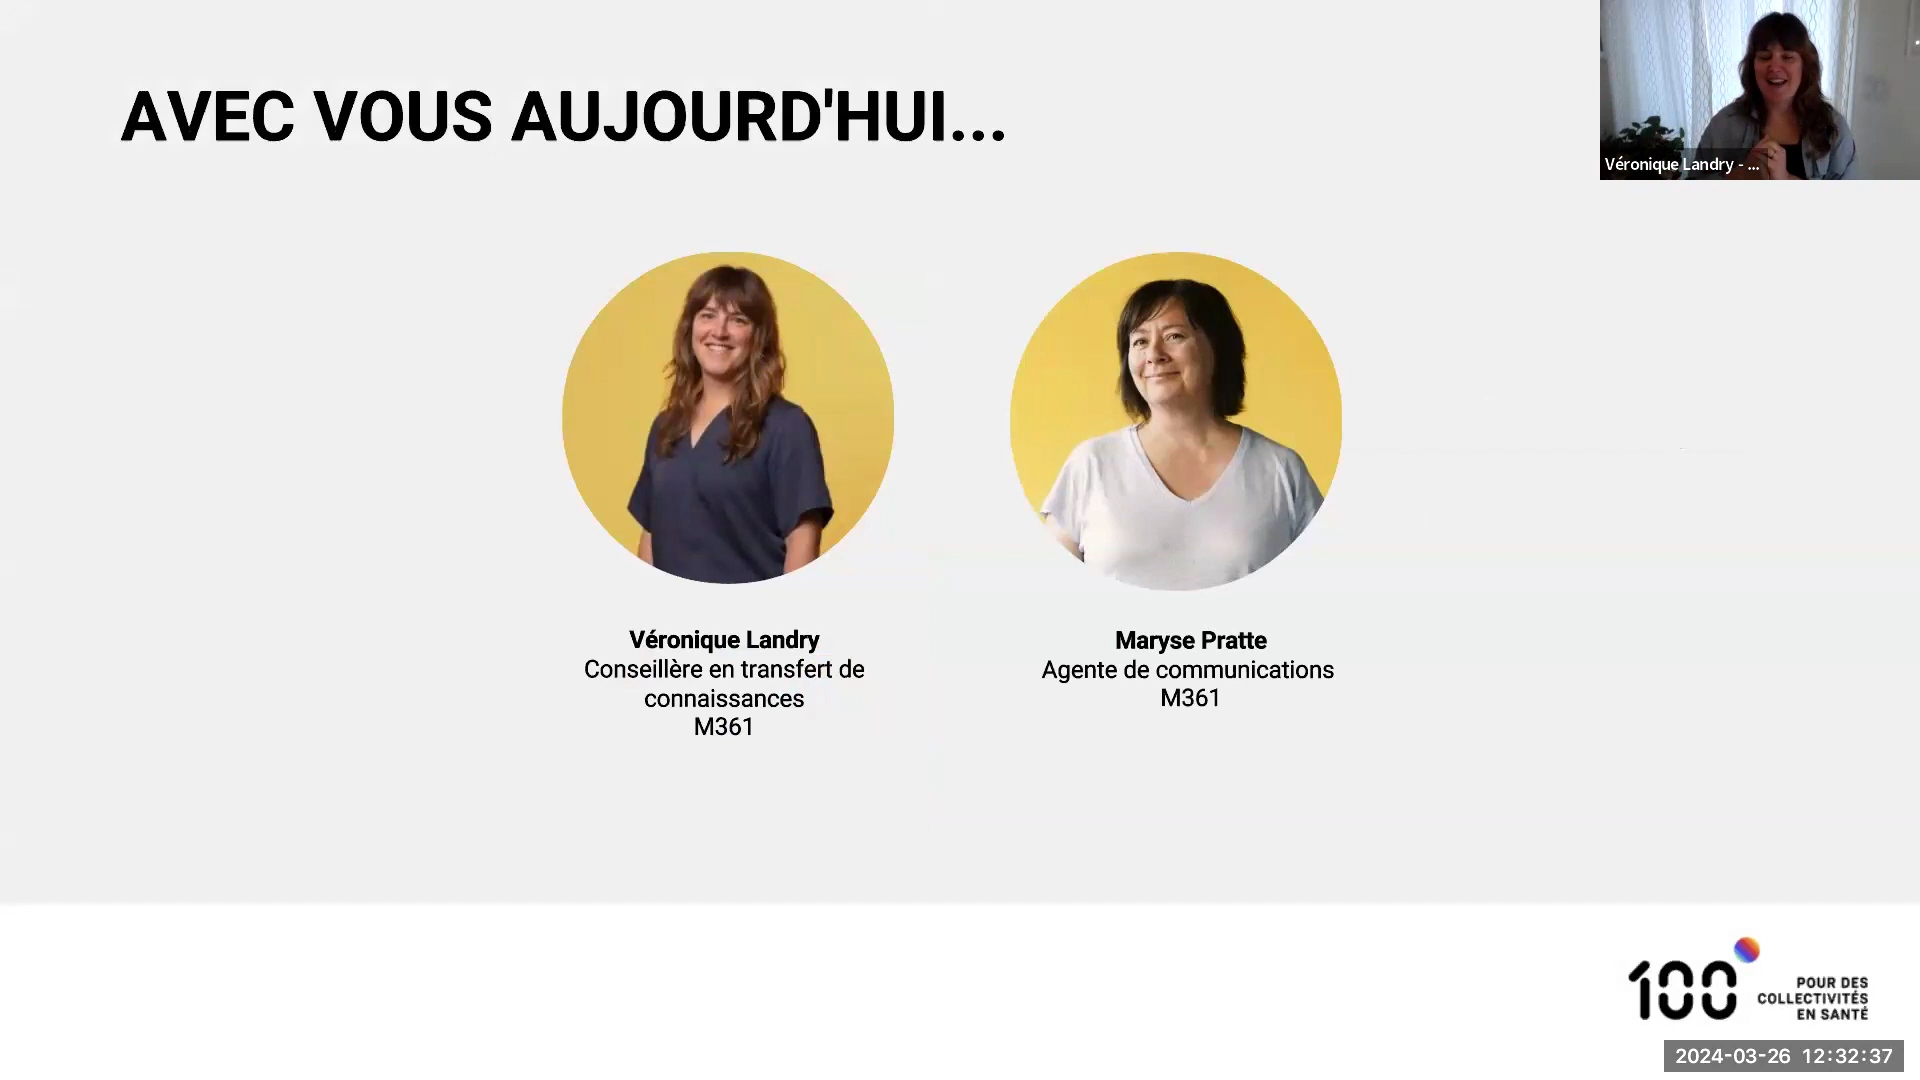 AVEC VOUS AUJOURD'HUI...
Véronique Landry - ...
Véronique Landry
Conseillère en transfert de
connaissances
M361
Maryse Pratte
Agente de communications
M361
100
POUR DES
COLLECTIVITÉS
EN SANTÉ
2024-03-26 12:32:37